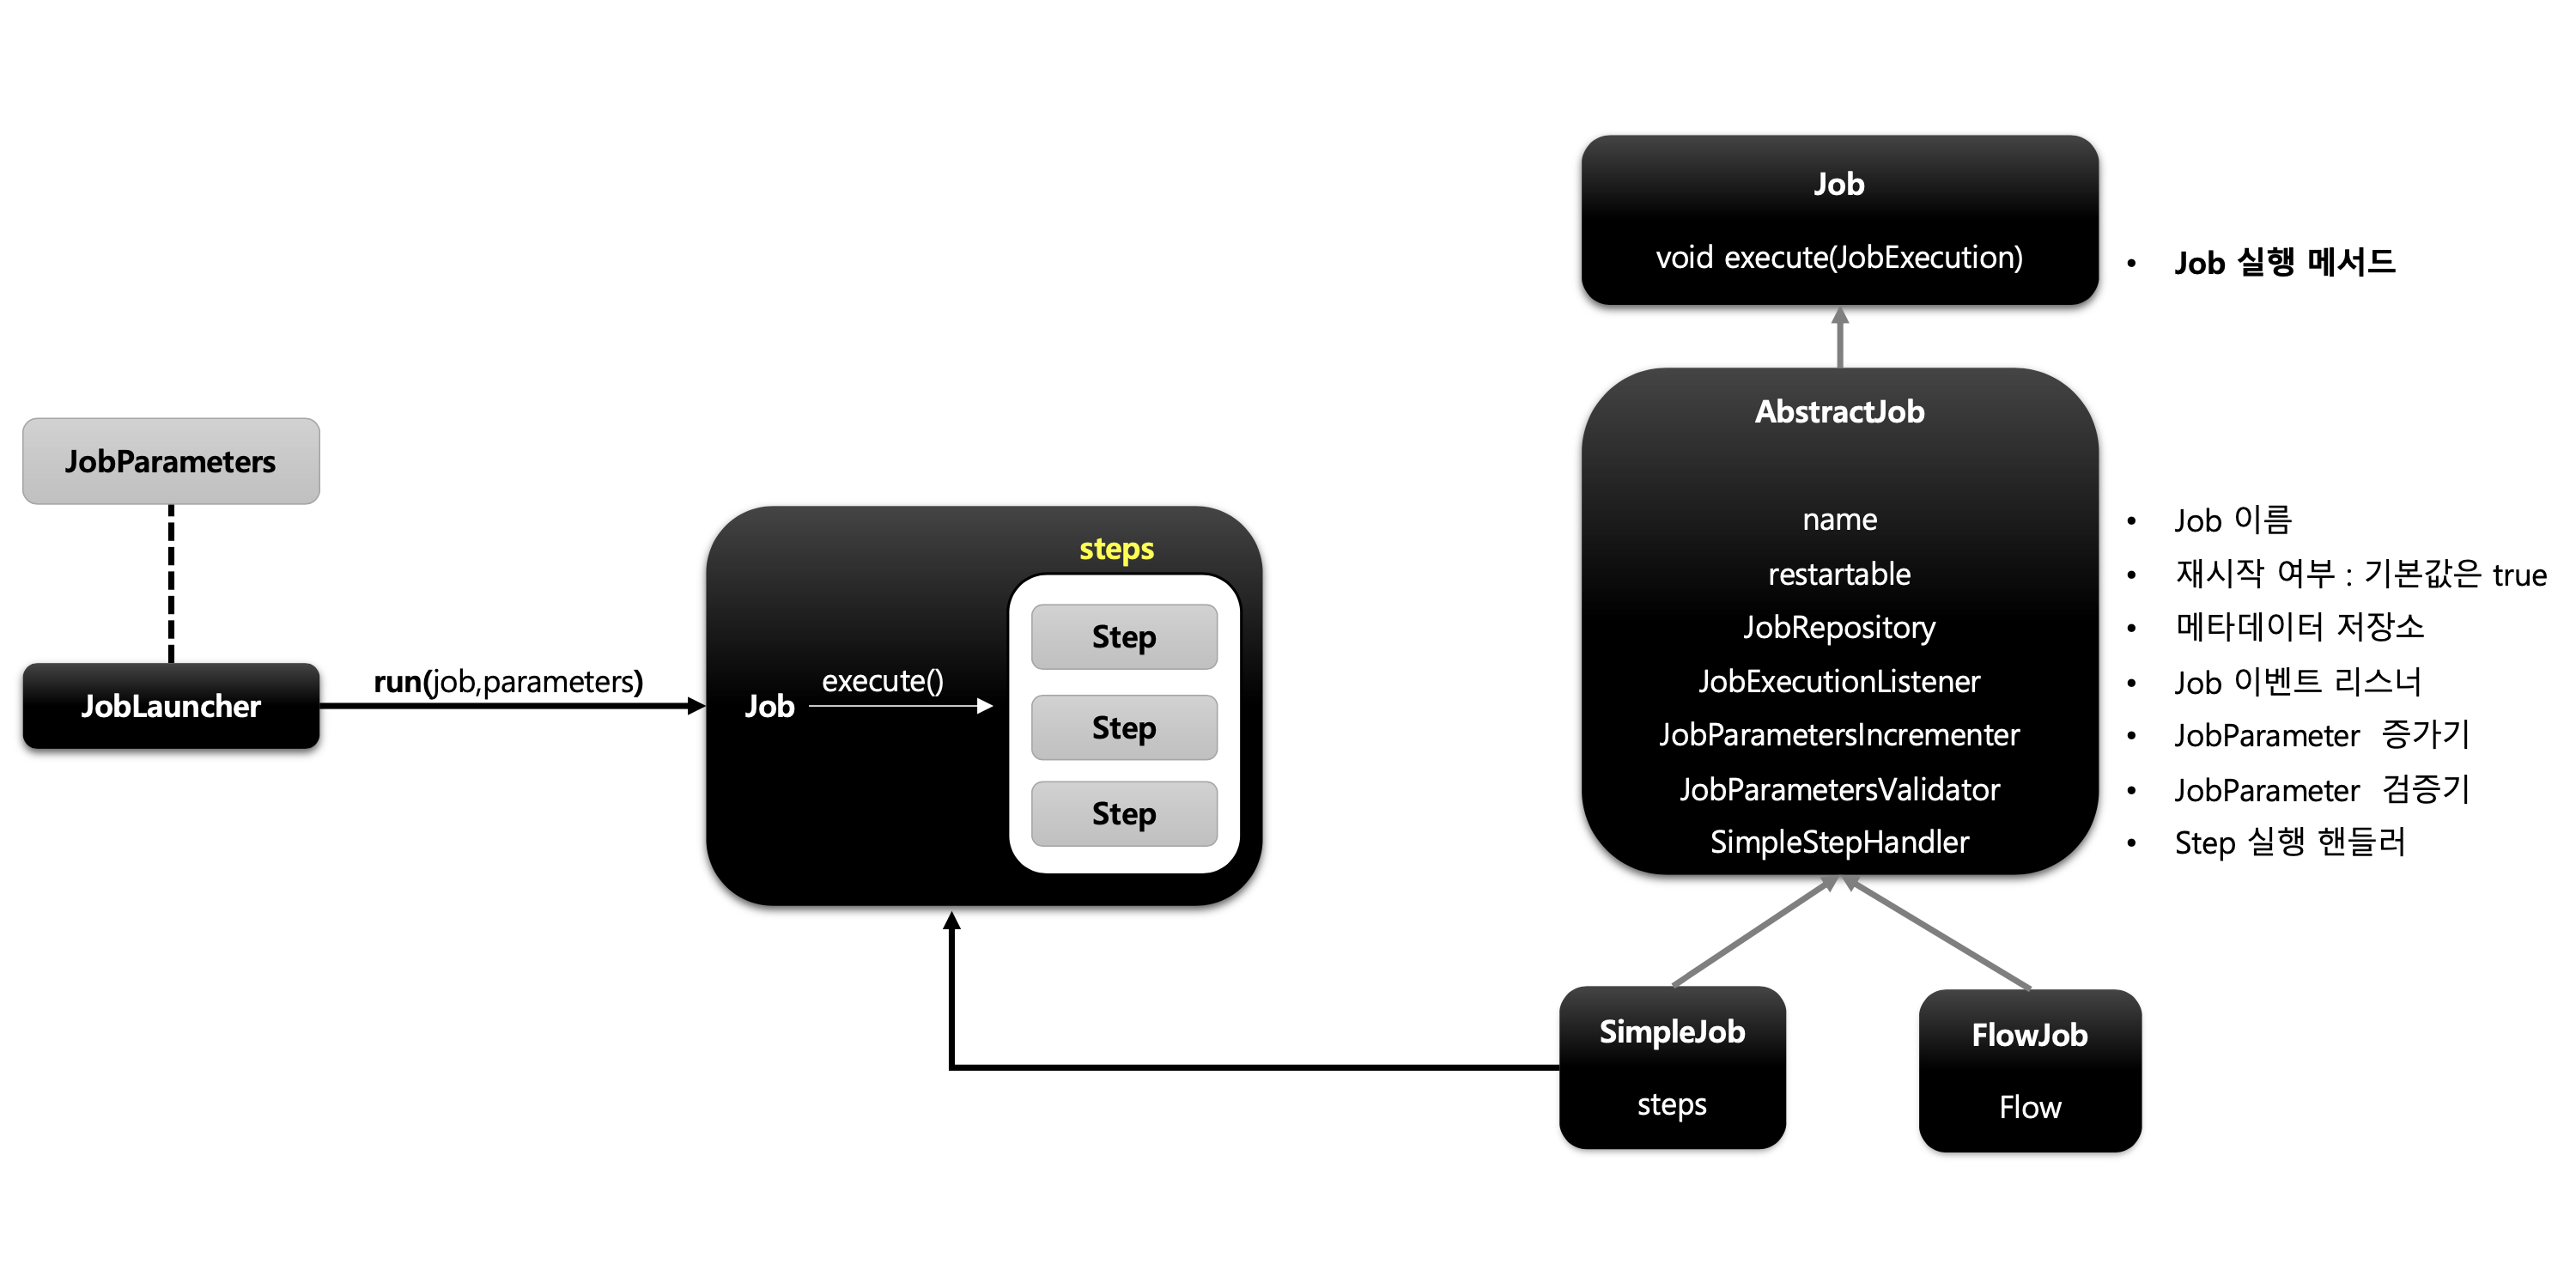 JobParameters
JobLauncher
run(job,parameters)
Job
execute()
steps
Step
Step
Step
Job
void execute(JobExecution)
• Job 실행 메서드
AbstractJob
name
• Job 이름
restartable
• 재시작 여부 : 기본값은 true
JobRepository
• 메타데이터 저장소
JobExecutionListener
• Job 이벤트 리스너
JobParametersIncrementer
• JobParameter 증가기
JobParametersValidator
• JobParameter 검증기
SimpleStepHandler
• Step 실행 핸들러
SimpleJob
steps
FlowJob
Flow